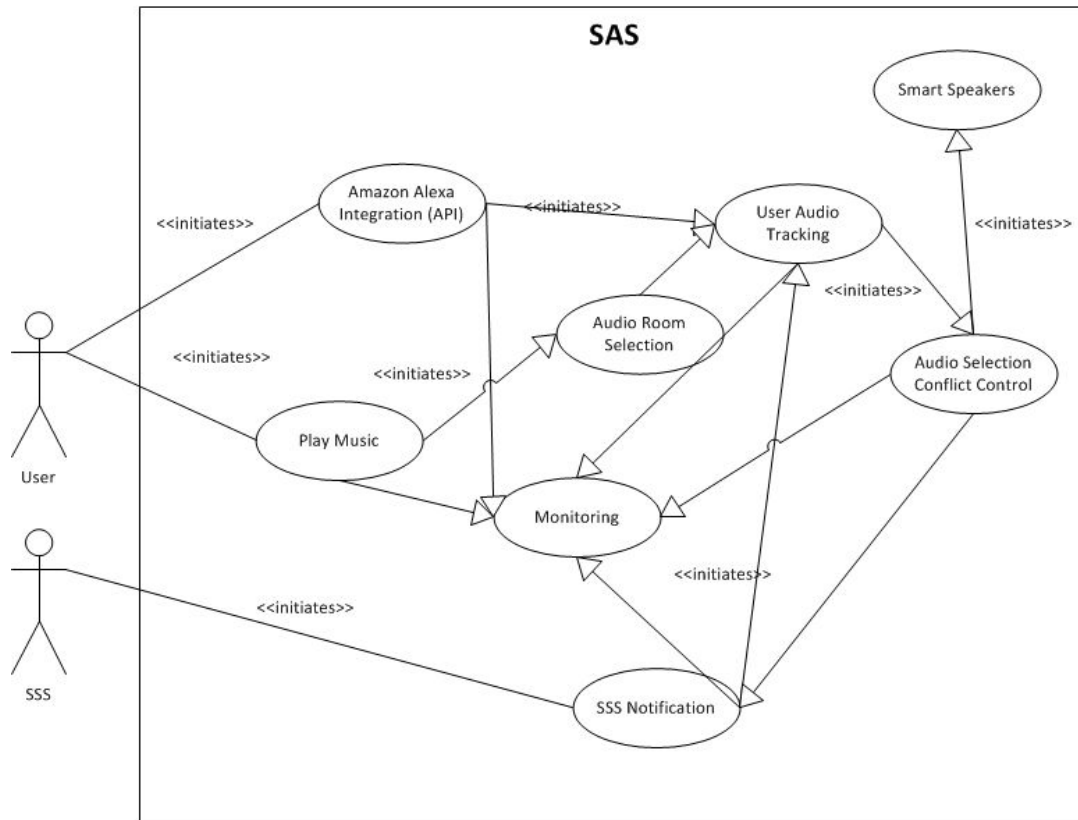 SAS
Smart Speakers
Amazon Alexa
Integration (API)
<<initiates>>
<<initiates>>
User Audio
Tracking
<<initiates>>
<<initiates>>
Audio Room
Selection
<<initiates>>
<<initiates>>
Audio Selection
Conflict Control
Play Music
User
Monitoring
<<initiates>>
<<initiates>>
SSS
SSS Notification